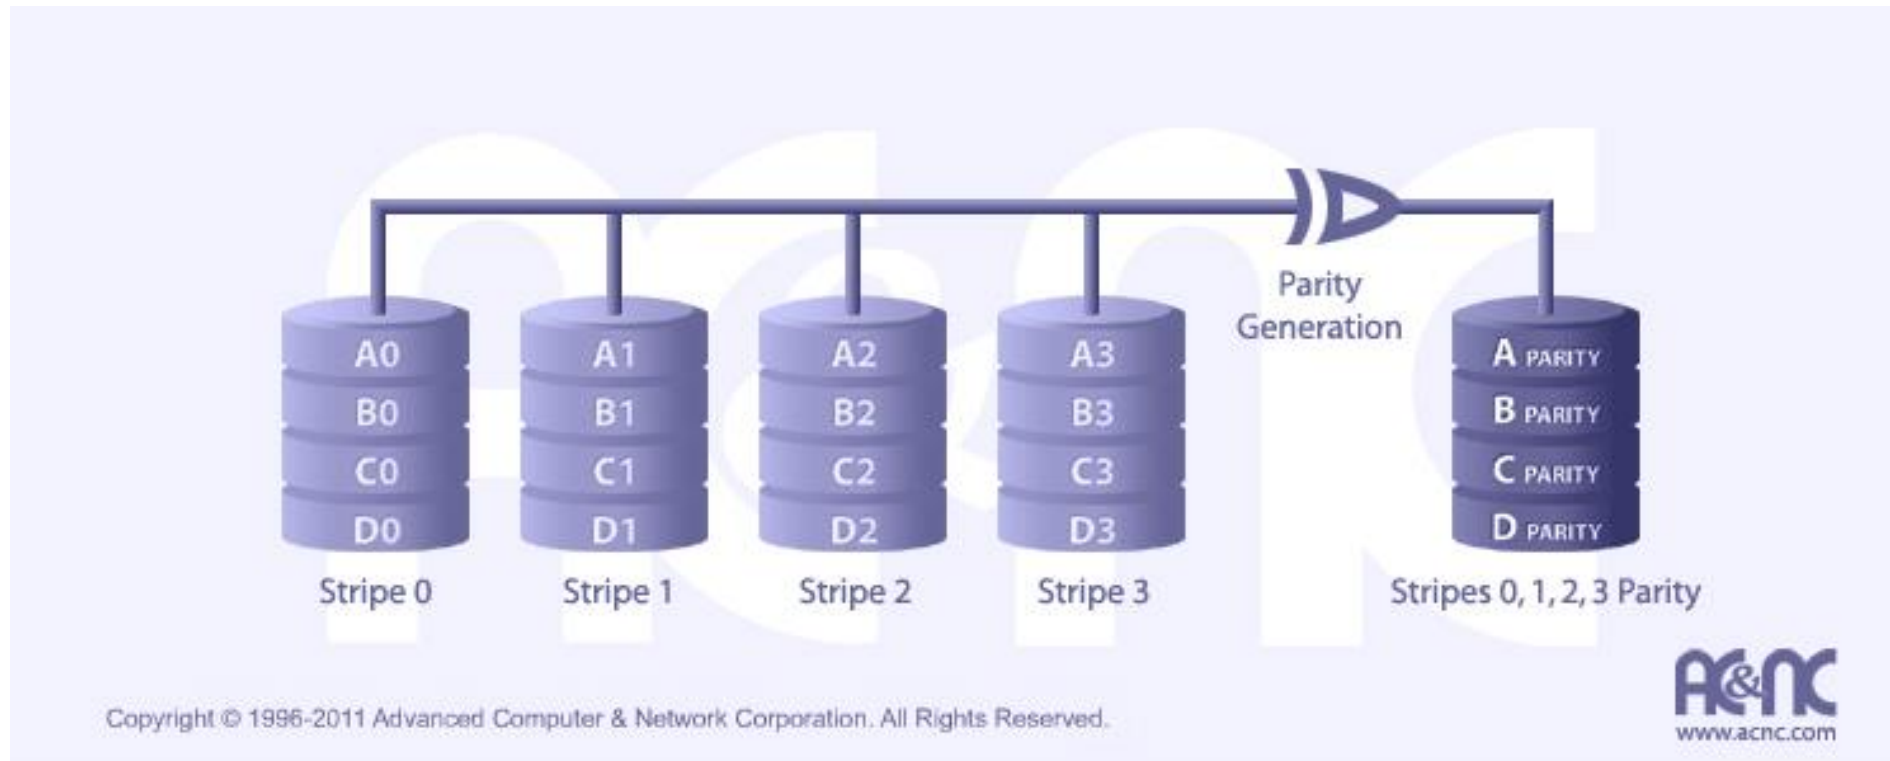 A0 A1 A2 A3 A PARITY
B0 B1 B2 B3 B PARITY
C0 C1 C2 C3 C PARITY
D0 D1 D2 D3 D PARITY
Parity
Generation
Stripe 0 Stripe 1 Stripe 2 Stripe 3 Stripes 0, 1, 2, 3 Parity
Copyright © 1996-2011 Advanced Computer & Network Corporation. All Rights Reserved.
AC&NC
www.acnc.com